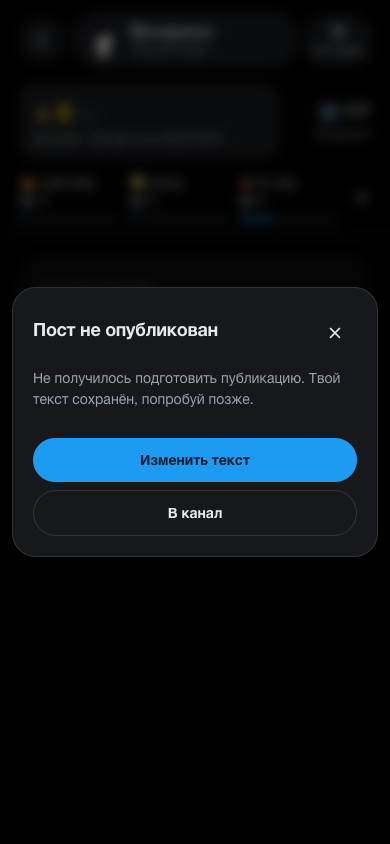 Пост не опубликован
Не получилось подготовить публикацию. Твой
текст сохранён, попробуй позже.
Изменить текст
В канал